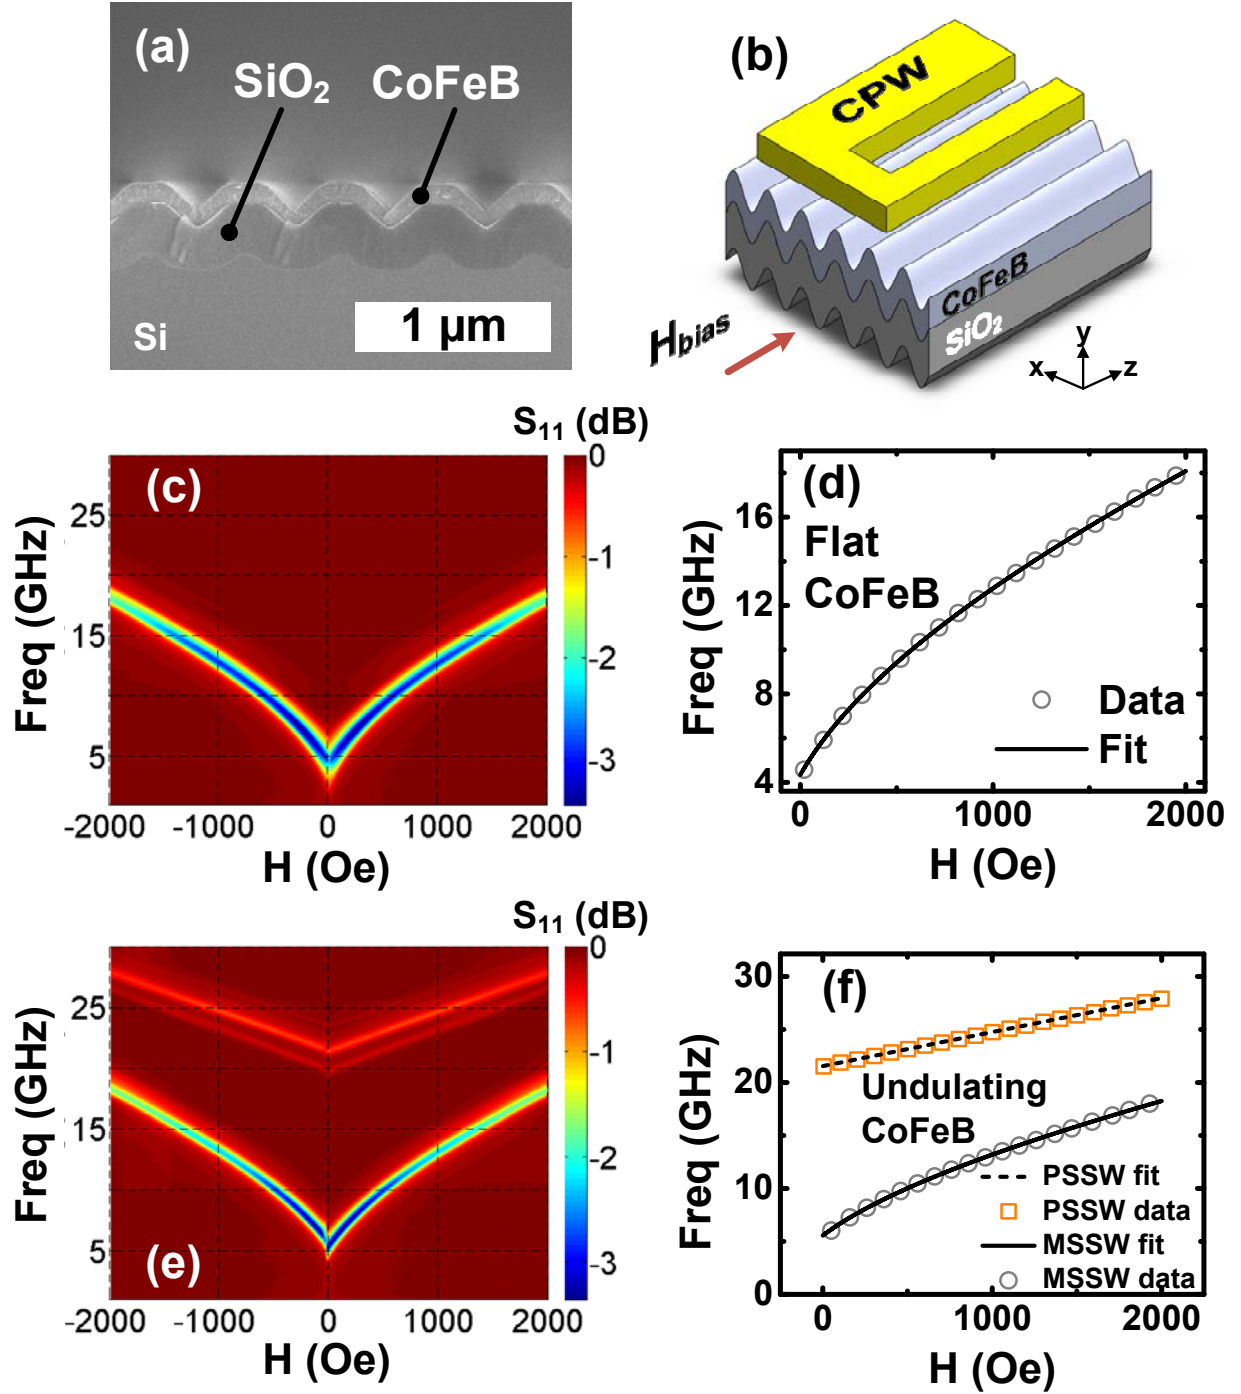 (a)
SiO₂
CoFeB
1 µm
Si
(b)
CPW
CoFeB
SiO₂
Hbias
y
x
z
S₁₁ (dB)
(c)
0
-1
-2
-3
25
15
5
Freq (GHz)
-2000 -1000 0 1000 2000
H (Oe)
(d)
Flat
CoFeB
Data
Fit
16
12
8
4
Freq (GHz)
0 1000 2000
H (Oe)
S₁₁ (dB)
0
-1
-2
-3
25
15
5
Freq (GHz)
(e)
-2000 -1000 0 1000 2000
H (Oe)
(f)
Undulating
CoFeB
PSSW fit
PSSW data
MSSW fit
MSSW data
30
20
10
0
Freq (GHz)
0 1000 2000
H (Oe)